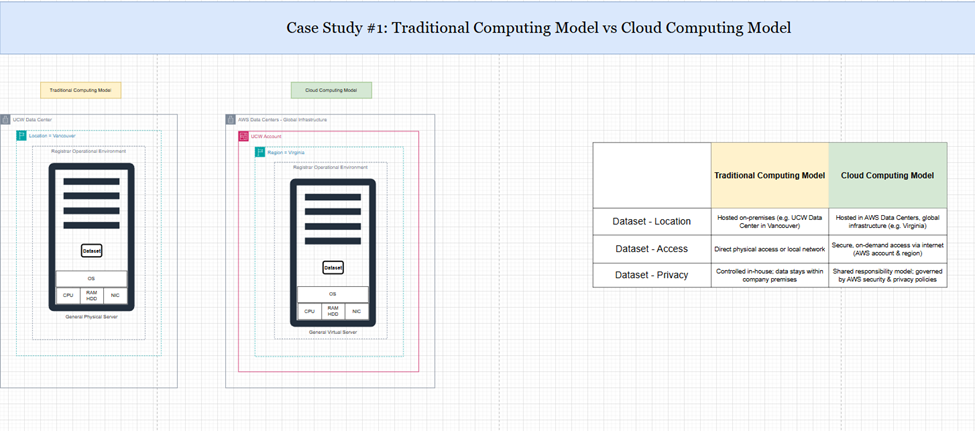 Case Study #1: Traditional Computing Model vs Cloud Computing Model
Traditional Computing Model
UCW Data Center
Location = Vancouver
Registrar Operational Environment
Dataset
OS
CPU
RAM
HDD
NIC
General Physical Server
Cloud Computing Model
AWS Data Centers - Global Infrastructure
UCW Account
Region = Virginia
Registrar Operational Environment
Dataset
OS
CPU
RAM
HDD
NIC
General Virtual Server
Traditional Computing Model
Cloud Computing Model
Dataset - Location
Hosted on-premises (e.g. UCW Data
Center in Vancouver)
Hosted in AWS Data Centers, global
infrastructure (e.g. Virginia)
Dataset - Access
Direct physical access or local network
Secure, on-demand access via internet
(AWS account & region)
Dataset - Privacy
Controlled in-house; data stays within
company premises
Shared responsibility model; governed
by AWS security & privacy policies